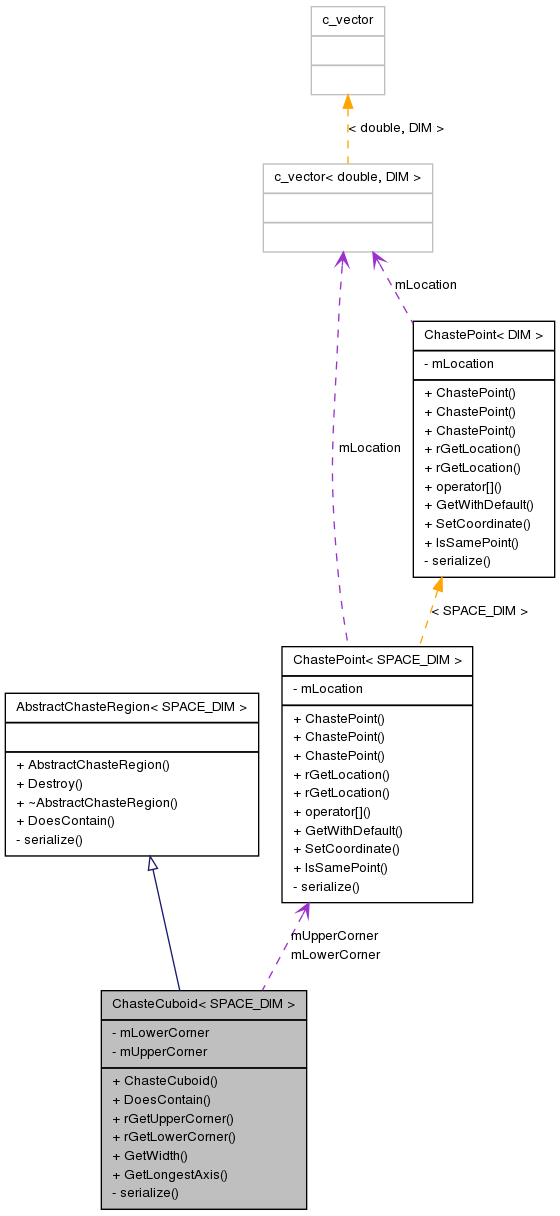 c_vector
< double, DIM >
c_vector< double, DIM >
mLocation
ChastePoint< DIM >
- mLocation
+ ChastePoint()
+ ChastePoint()
+ ChastePoint()
+ rGetLocation()
+ rGetLocation()
+ operator[]()
+ GetWithDefault()
+ SetCoordinate()
+ IsSamePoint()
- serialize()
mLocation
< SPACE_DIM >
ChastePoint< SPACE_DIM >
- mLocation
+ ChastePoint()
+ ChastePoint()
+ ChastePoint()
+ rGetLocation()
+ rGetLocation()
+ operator[]()
+ GetWithDefault()
+ SetCoordinate()
+ IsSamePoint()
- serialize()
AbstractChasteRegion< SPACE_DIM >
+ AbstractChasteRegion()
+ Destroy()
+ ~AbstractChasteRegion()
+ DoesContain()
- serialize()
mUpperCorner
mLowerCorner
ChasteCuboid< SPACE_DIM >
- mLowerCorner
- mUpperCorner
+ ChasteCuboid()
+ DoesContain()
+ rGetUpperCorner()
+ rGetLowerCorner()
+ GetWidth()
+ GetLongestAxis()
- serialize()